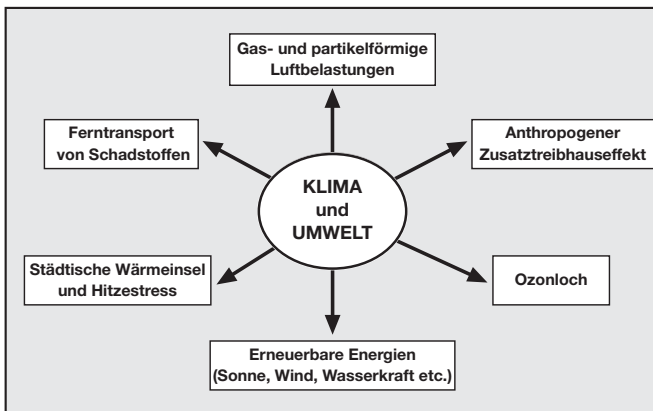 Gas- und partikelförmige
Luftbelastungen
Ferntransport
von Schadstoffen
Anthropogener
Zusatztreibhauseffekt
KLIMA
und
UMWELT
Städtische Wärmeinsel
und Hitzestress
Ozonloch
Erneuerbare Energien
(Sonne, Wind, Wasserkraft etc.)